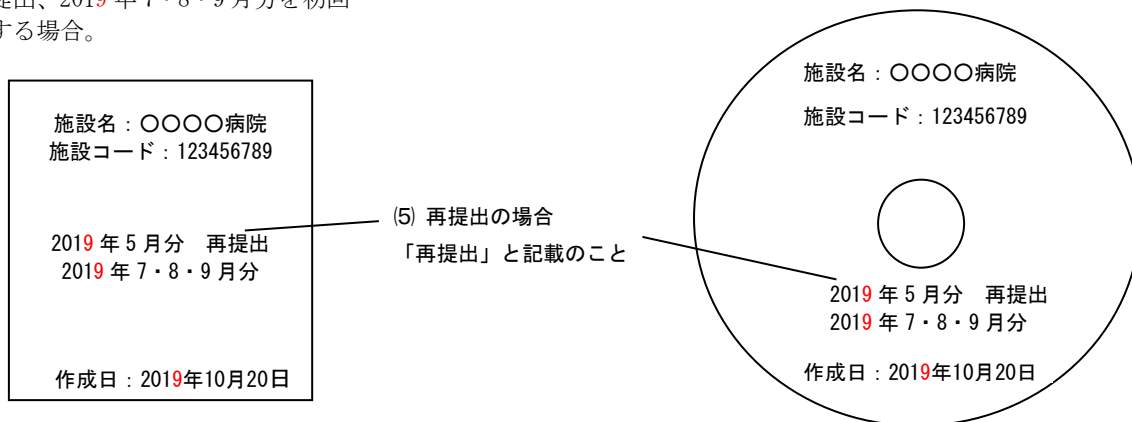 提出、2019 年 7・8・9 月分を初回
する場合。
施設名：〇〇〇〇病院
施設コード：123456789
2019 年 5 月分　再提出
2019 年 7・8・9 月分
作成日：2019年10月20日
⑸ 再提出の場合
「再提出」と記載のこと
施設名：〇〇〇〇病院
施設コード：123456789
2019 年 5 月分　再提出
2019 年 7・8・9 月分
作成日：2019年10月20日